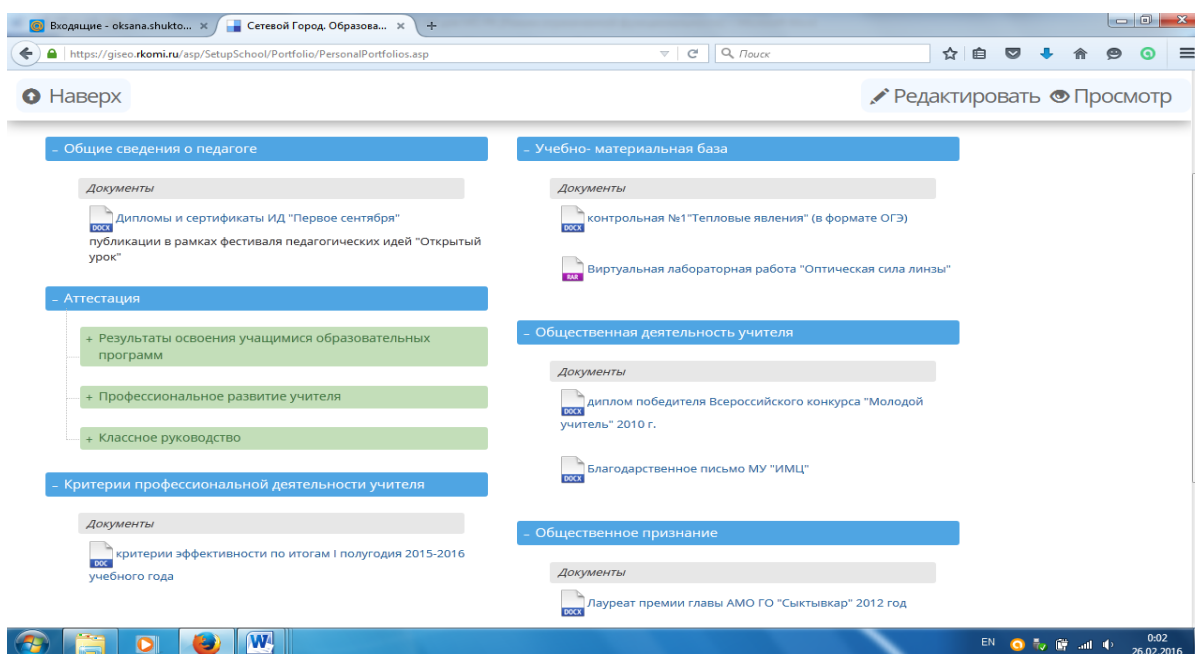 Входящие - oksana.shukto...
Сетевой Город. Образова...
https://giseo.rkomi.ru/asp/SetupSchool/Portfolio/PersonalPortfolios.asp
Поиск
Наверх
Редактировать Просмотр
– Общие сведения о педагоге
Документы
DOCX Дипломы и сертификаты ИД "Первое сентября"
публикации в рамках фестиваля педагогических идей "Открытый
урок"
– Аттестация
+ Результаты освоения учащимися образовательных
программ
+ Профессиональное развитие учителя
+ Классное руководство
– Критерии профессиональной деятельности учителя
Документы
DOC критерии эффективности по итогам I полугодия 2015-2016
учебного года
– Учебно- материальная база
Документы
DOCX контрольная №1"Тепловые явления" (в формате ОГЭ)
RAR Виртуальная лабораторная работа "Оптическая сила линзы"
– Общественная деятельность учителя
Документы
DOCX диплом победителя Всероссийского конкурса "Молодой
учитель" 2010 г.
DOCX Благодарственное письмо МУ "ИМЦ"
– Общественное признание
Документы
DOCX Лауреат премии главы АМО ГО "Сыктывкар" 2012 год
EN
0:02
26.02.2016